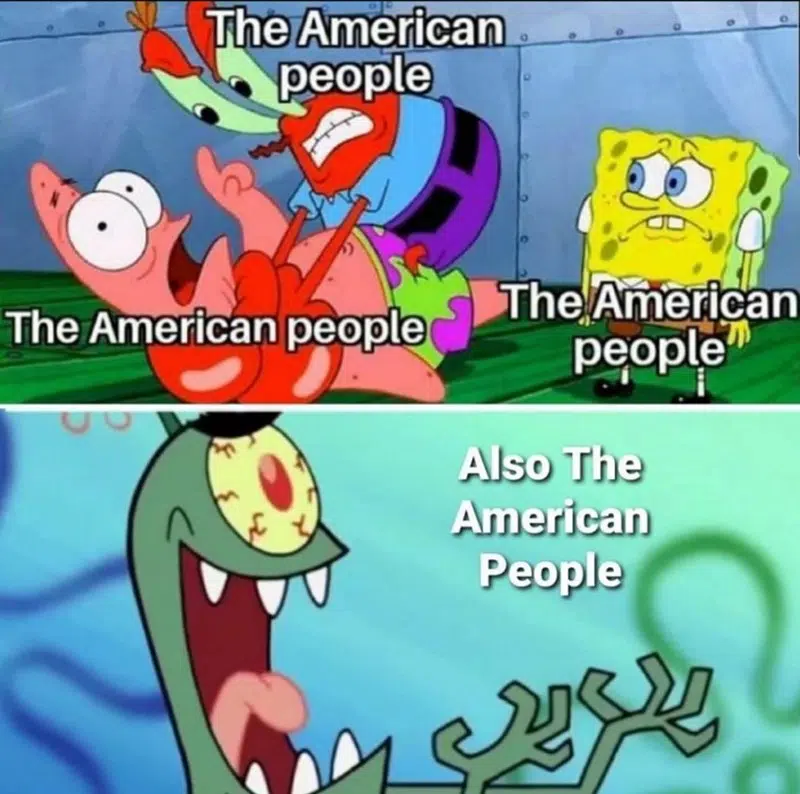 The American
people
The American people
The American
people
Also The
American
People